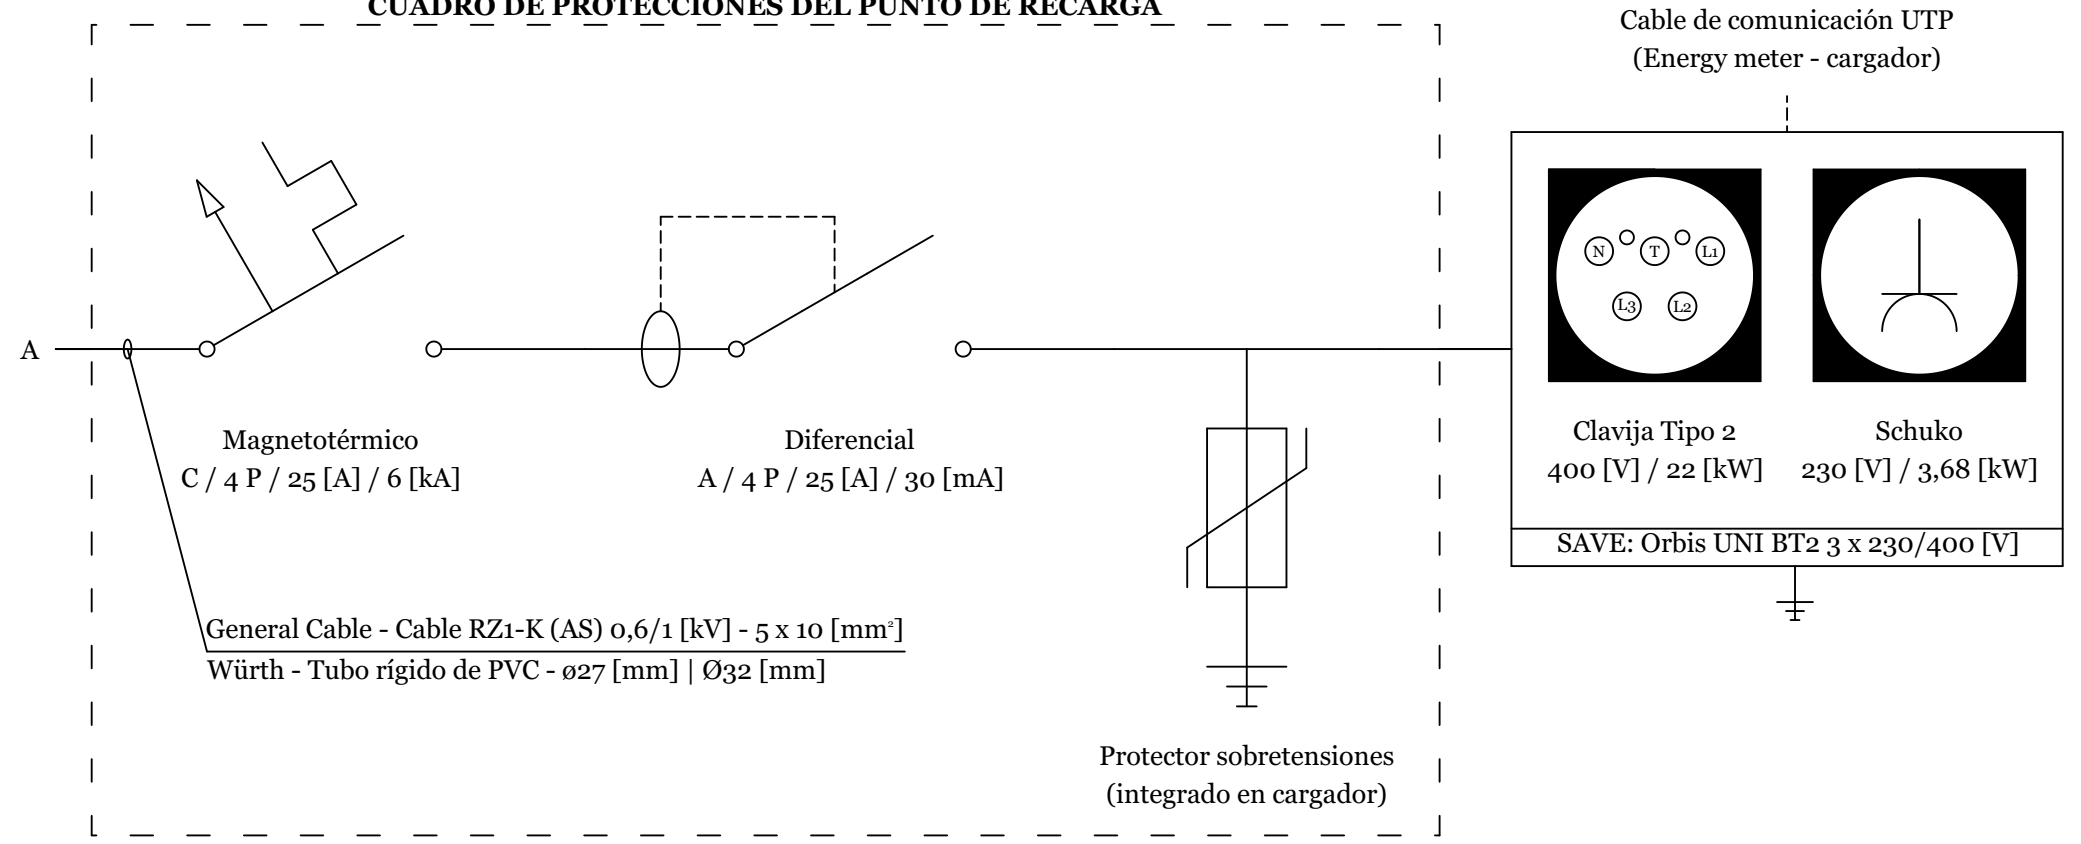 CUADRO DE PROTECCIONES DEL PUNTO DE RECARGA
Cable de comunicación UTP
(Energy meter - cargador)
N
T
L1
L3
L2
A
Magnetotérmico
C / 4 P / 25 [A] / 6 [kA]
Diferencial
A / 4 P / 25 [A] / 30 [mA]
Clavija Tipo 2
400 [V] / 22 [kW]
Schuko
230 [V] / 3,68 [kW]
SAVE: Orbis UNI BT2 3 x 230/400 [V]
General Cable - Cable RZ1-K (AS) 0,6/1 [kV] - 5 x 10 [mm²]
Würth - Tubo rígido de PVC - ø27 [mm] | Ø32 [mm]
Protector sobretensiones
(integrado en cargador)